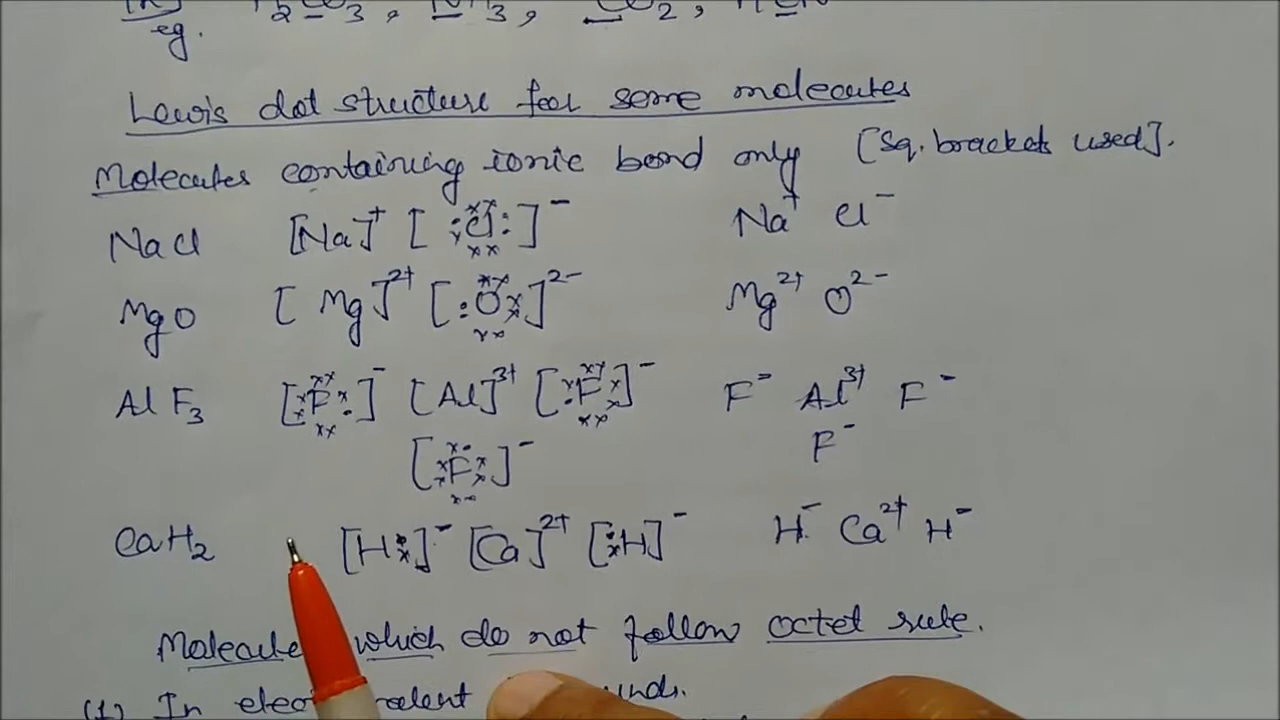 eg.
Lewis dot structure for some molecules
Molecules containing ionic bond only [Sq. brackets used].
NaCl [Na]⁺ [Cl]⁻ Na⁺ Cl⁻
MgO [Mg]²⁺ [O]²⁻ Mg²⁺ O²⁻
AlF₃ [F]⁻ [Al]³⁺ [F]⁻ F⁻ Al³⁺ F⁻
[F]⁻ F⁻
CaH₂ [H]⁻ [Ca]²⁺ [H]⁻ H⁻ Ca²⁺ H⁻
Molecules which do not follow octet rule.
(1) In